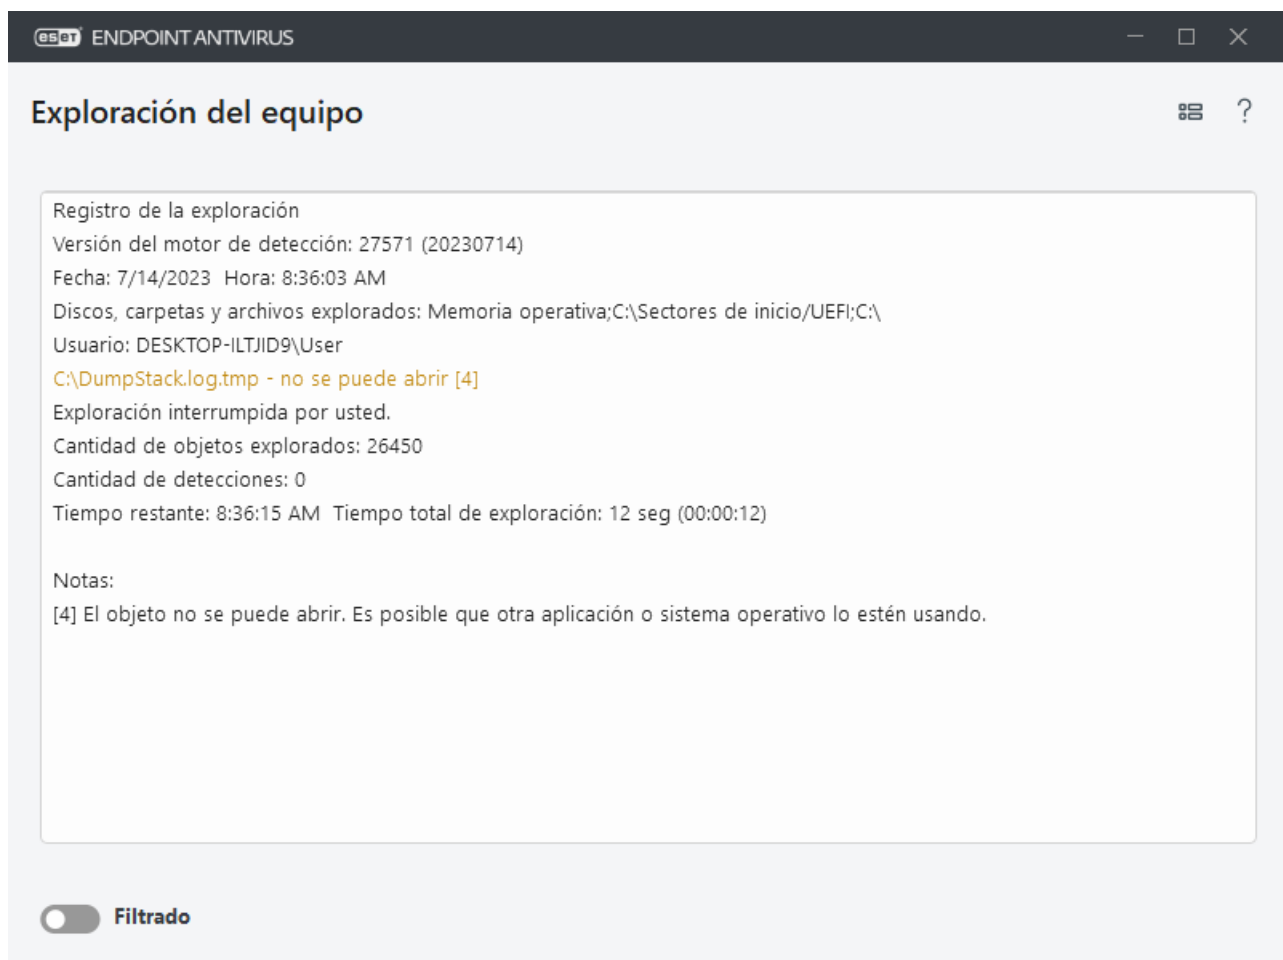 eset ENDPOINT ANTIVIRUS
Exploración del equipo
?
Registro de la exploración
Versión del motor de detección: 27571 (20230714)
Fecha: 7/14/2023  Hora: 8:36:03 AM
Discos, carpetas y archivos explorados: Memoria operativa;C:\Sectores de inicio/UEFI;C:\
Usuario: DESKTOP-ILTJID9\User
C:\DumpStack.log.tmp - no se puede abrir [4]
Exploración interrumpida por usted.
Cantidad de objetos explorados: 26450
Cantidad de detecciones: 0
Tiempo restante: 8:36:15 AM  Tiempo total de exploración: 12 seg (00:00:12)
Notas:
[4] El objeto no se puede abrir. Es posible que otra aplicación o sistema operativo lo estén usando.
Filtrado